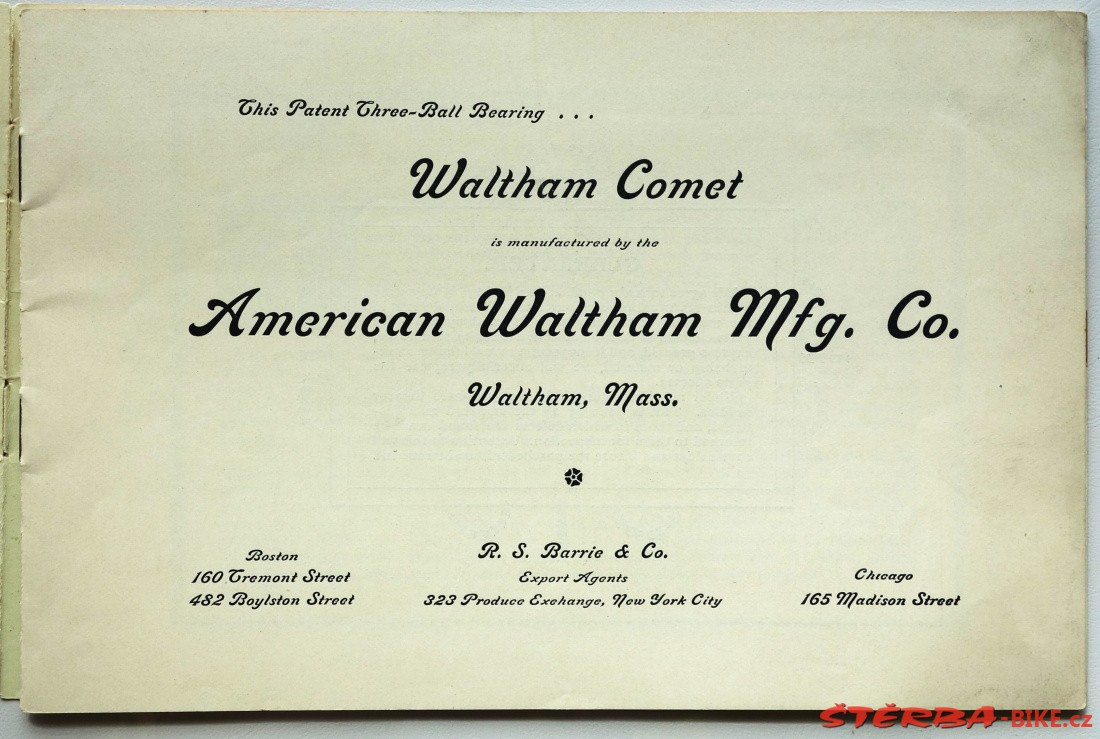 This Patent Three-Ball Bearing . . .
Waltham Comet
is manufactured by the
American Waltham Mfg. Co.
Waltham, Mass.
Boston
160 Tremont Street
482 Boylston Street
R. S. Barrie & Co.
Export Agents
323 Produce Exchange, New York City
Chicago
165 Madison Street
ŠTĚRBA-BIKE.cz